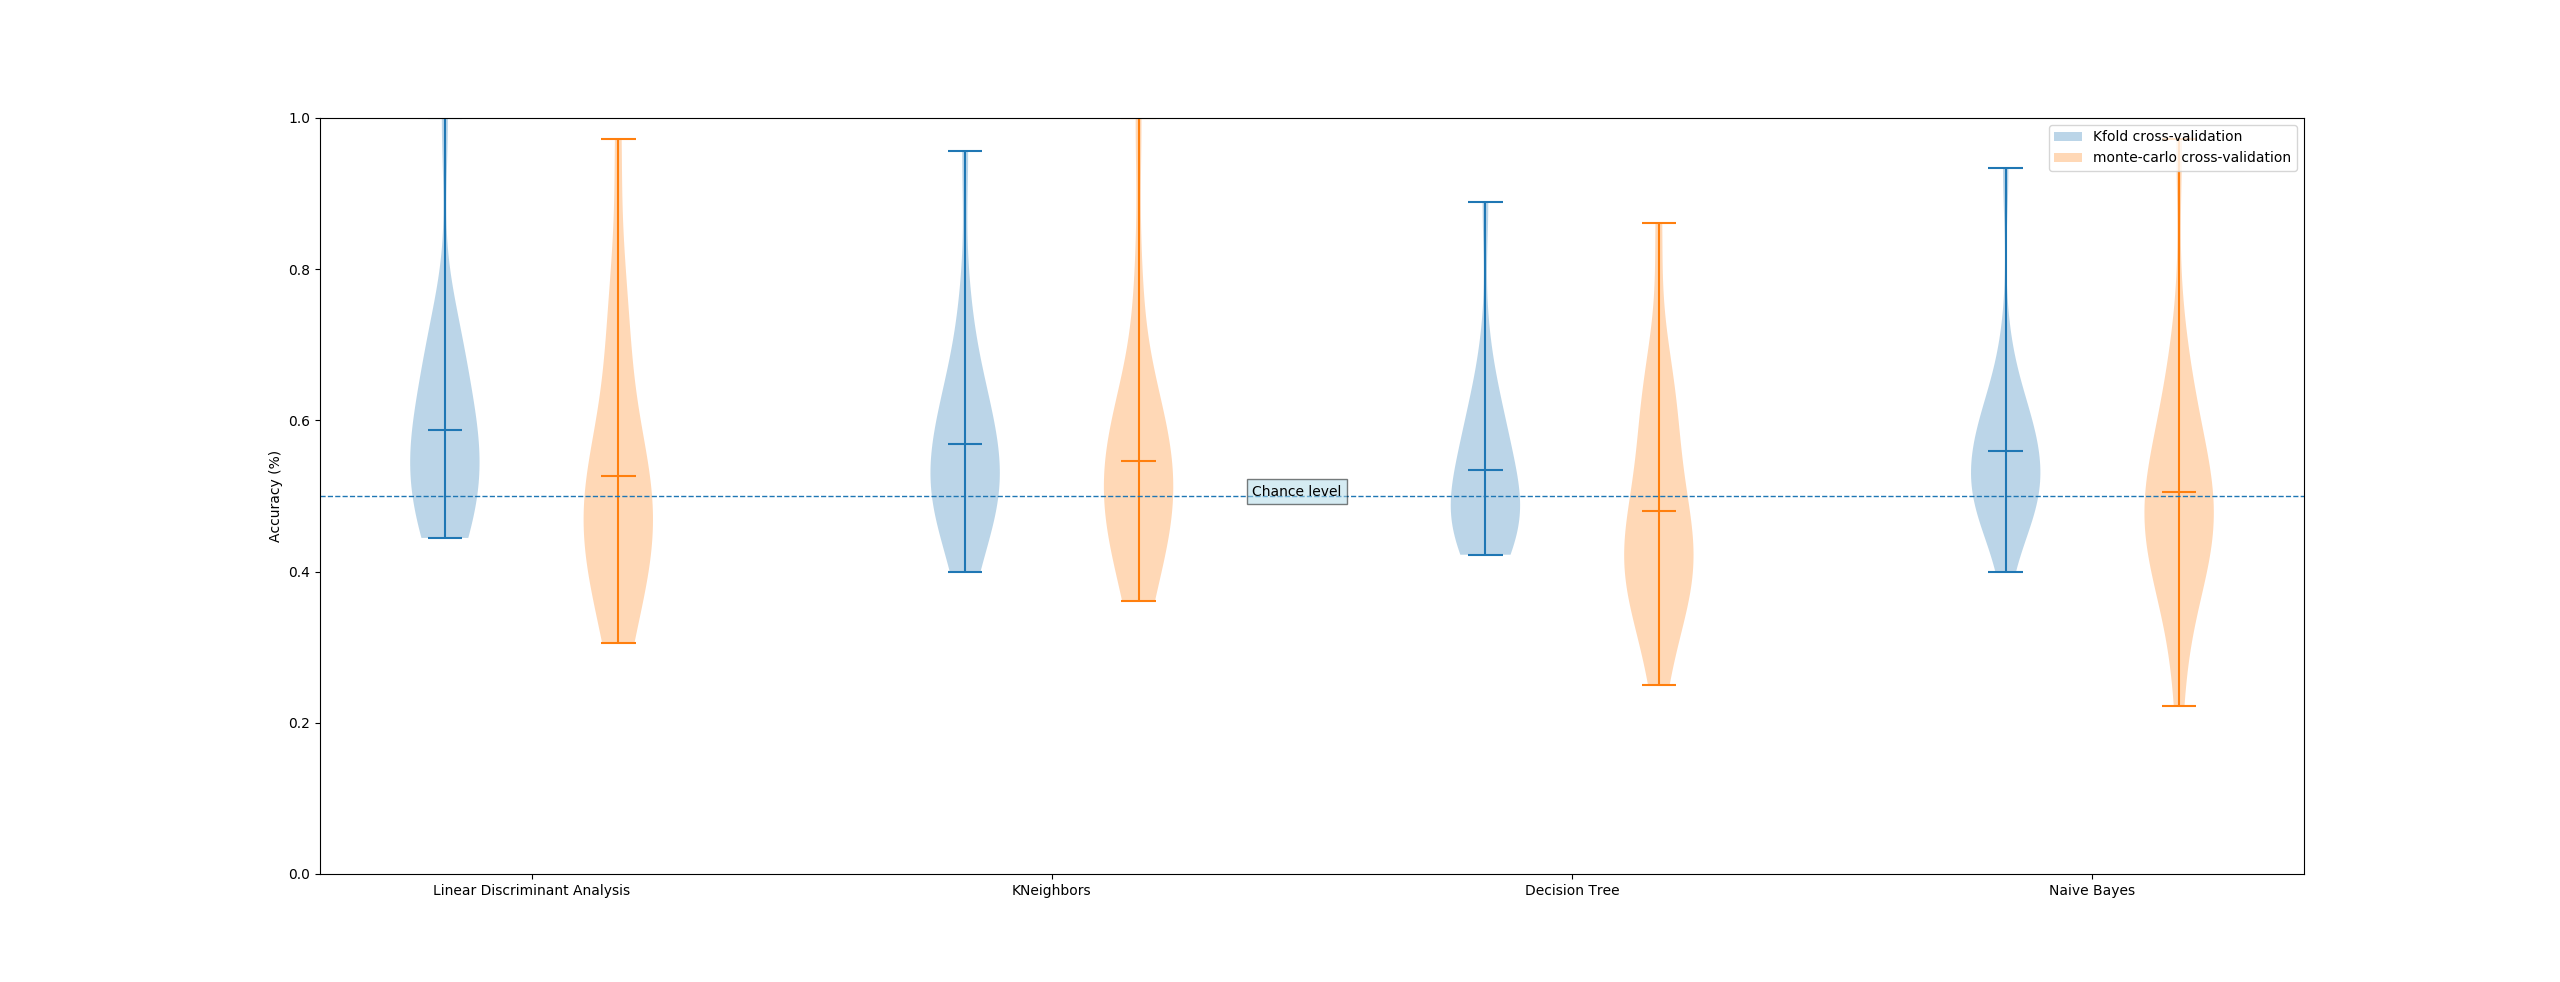 Kfold cross-validation
monte-carlo cross-validation
1.0
0.8
0.6
0.4
0.2
0.0
Accuracy (%)
Chance level
Linear Discriminant Analysis
KNeighbors
Decision Tree
Naive Bayes